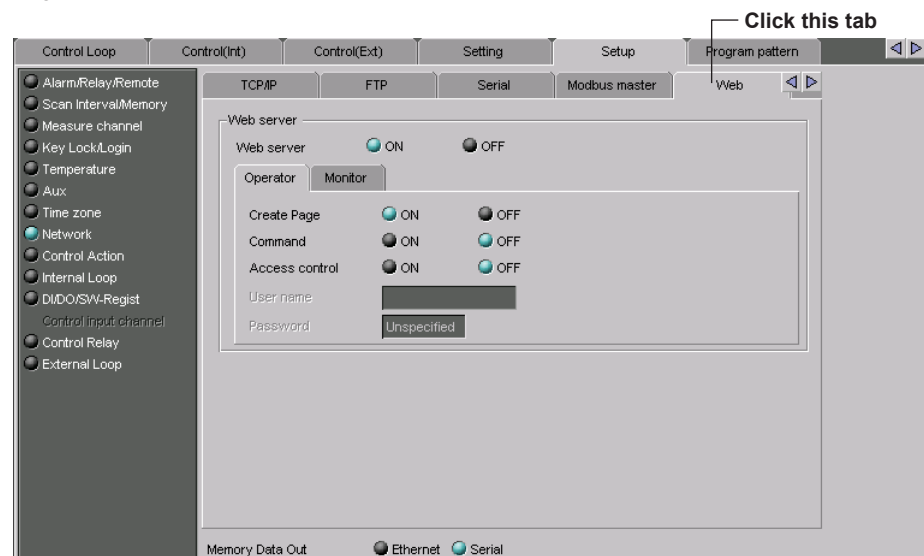 Click this tab
Control Loop Control(Int) Control(Ext) Setting Setup Program pattern
Alarm/Relay/Remote
Scan Interval/Memory
Measure channel
Key Lock/Login
Temperature
Aux
Time zone
Network
Control Action
Internal Loop
DI/DO/SW-Regist
Control input channel
Control Relay
External Loop
TCP/IP FTP Serial Modbus master Web
Web server
Web server ON OFF
Operator Monitor
Create Page ON OFF
Command ON OFF
Access control ON OFF
User name
Password Unspecified
Memory Data Out Ethernet Serial